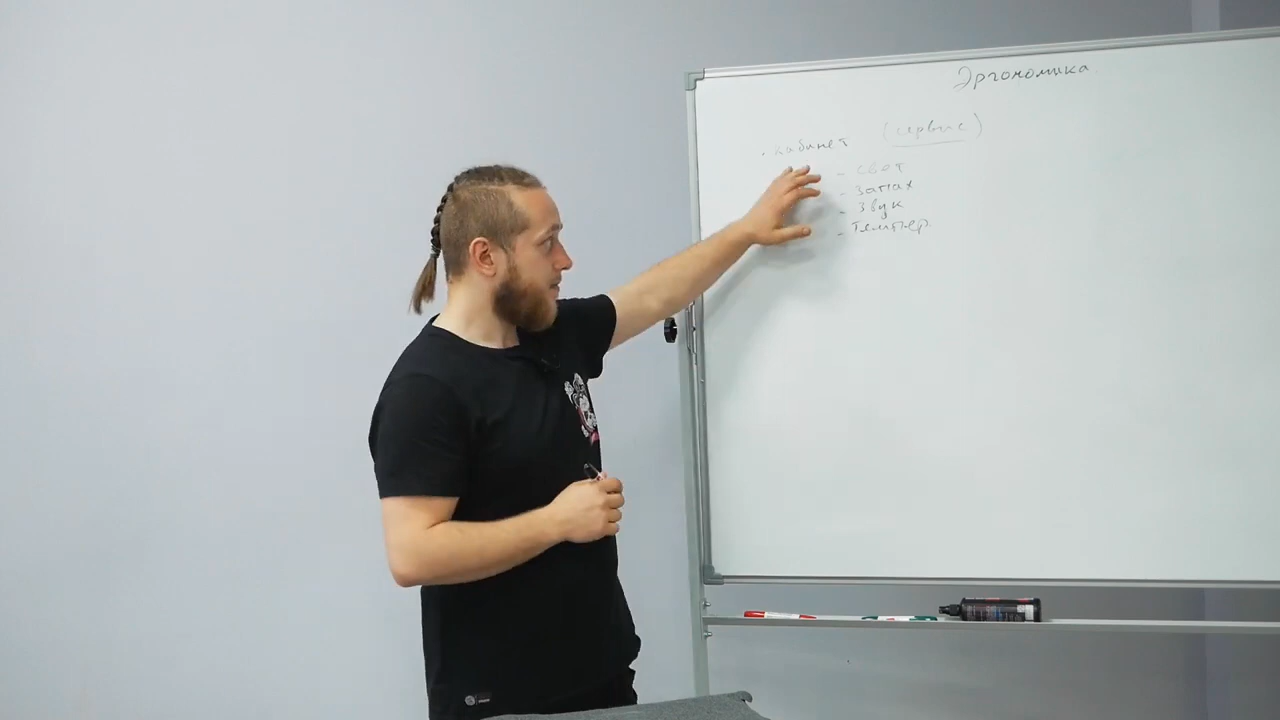 Эргономика
• Кабинет (сервис)
- свет
- запах
- звук
- темпер.